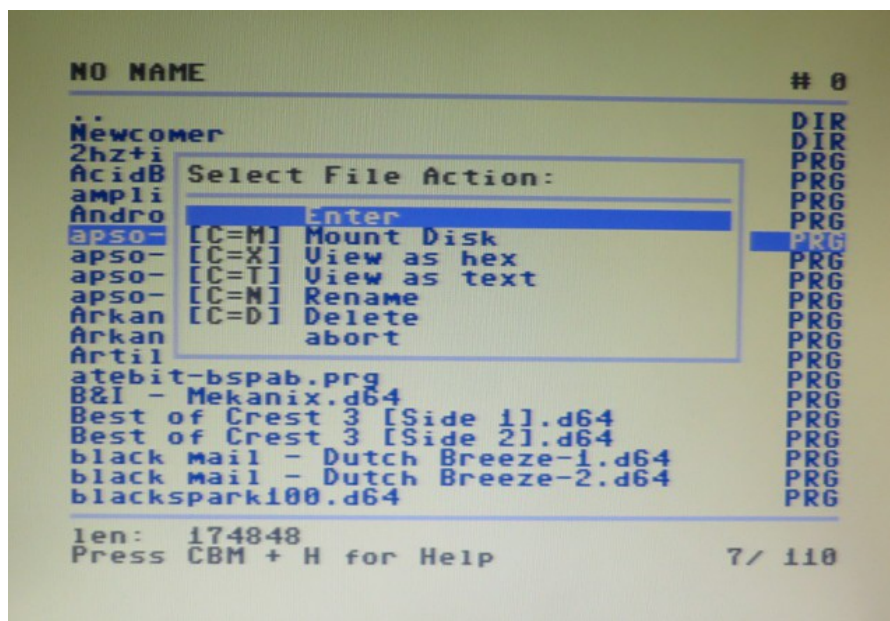 NO NAME # 0
.. DIR
Newcomer DIR
2hz+i PRG
AcidB PRG
ampli PRG
Andro PRG
apso- PRG
apso- PRG
apso- PRG
apso- PRG
Arkan PRG
Arkan PRG
Artil PRG
atebit-bspab.prg PRG
B&I - Mekanix.d64 PRG
Best of Crest 3 [Side 1].d64 PRG
Best of Crest 3 [Side 2].d64 PRG
black mail - Dutch Breeze-1.d64 PRG
black mail - Dutch Breeze-2.d64 PRG
blackspark100.d64 PRG
Select File Action:
Enter
[C=M] Mount Disk
[C=X] View as hex
[C=T] View as text
[C=N] Rename
[C=D] Delete
abort
len: 174848
Press CBM + H for Help 7/ 110